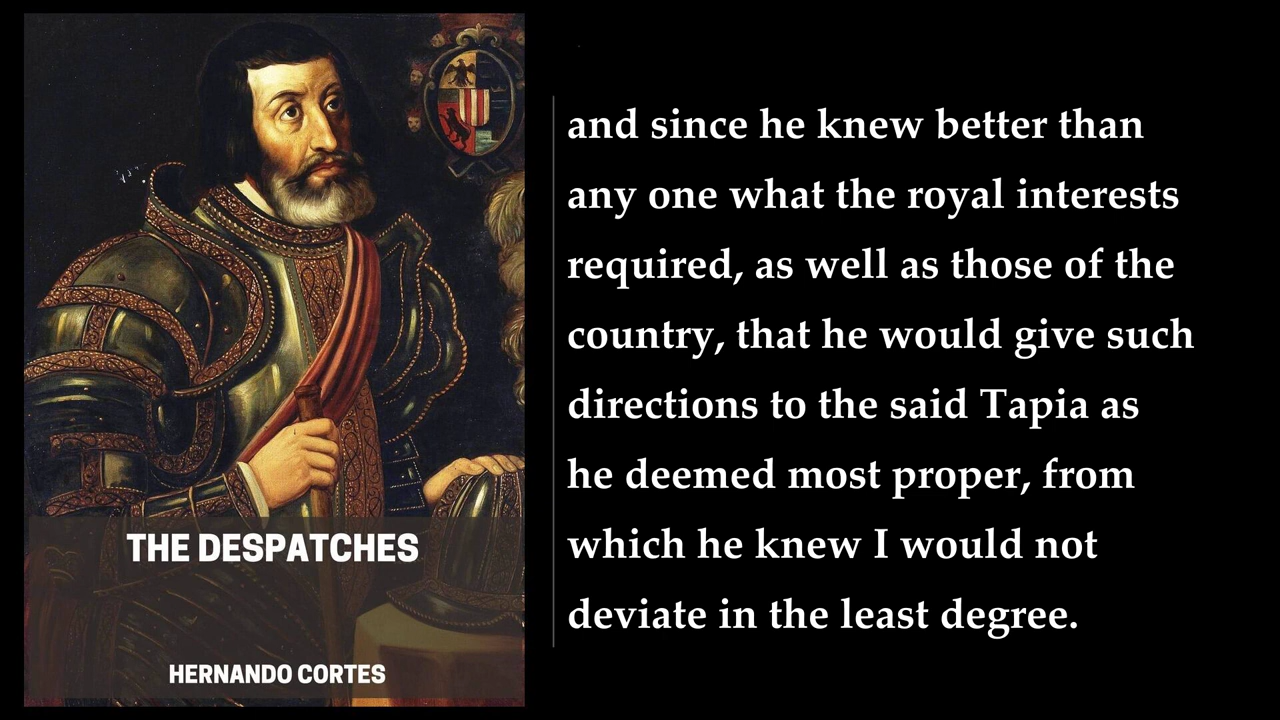 THE DESPATCHES
HERNANDO CORTES
and since he knew better than
any one what the royal interests
required, as well as those of the
country, that he would give such
directions to the said Tapia as
he deemed most proper, from
which he knew I would not
deviate in the least degree.